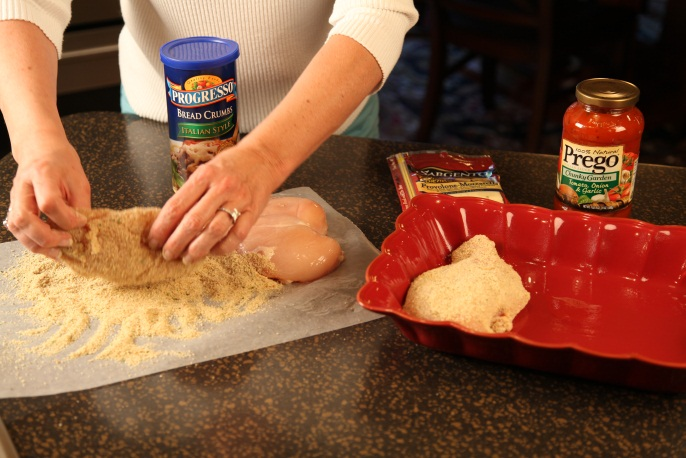 PROGRESSO
BREAD CRUMBS
ITALIAN STYLE
SARGENTO
Provolone Mozzarella
100% Natural
Prego
Chunky Garden
Tomato, Onion
& Garlic